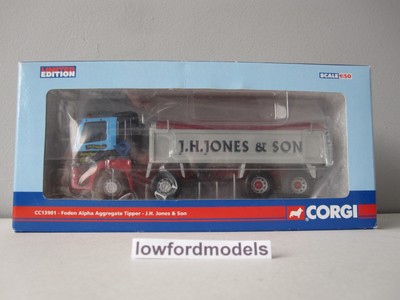 LIMITED
EDITION
SCALE 1:50
J.H.JONES & SON
CC13901 - Foden Alpha Aggregate Tipper - J.H. Jones & Son
CORGI
lowfordmodels